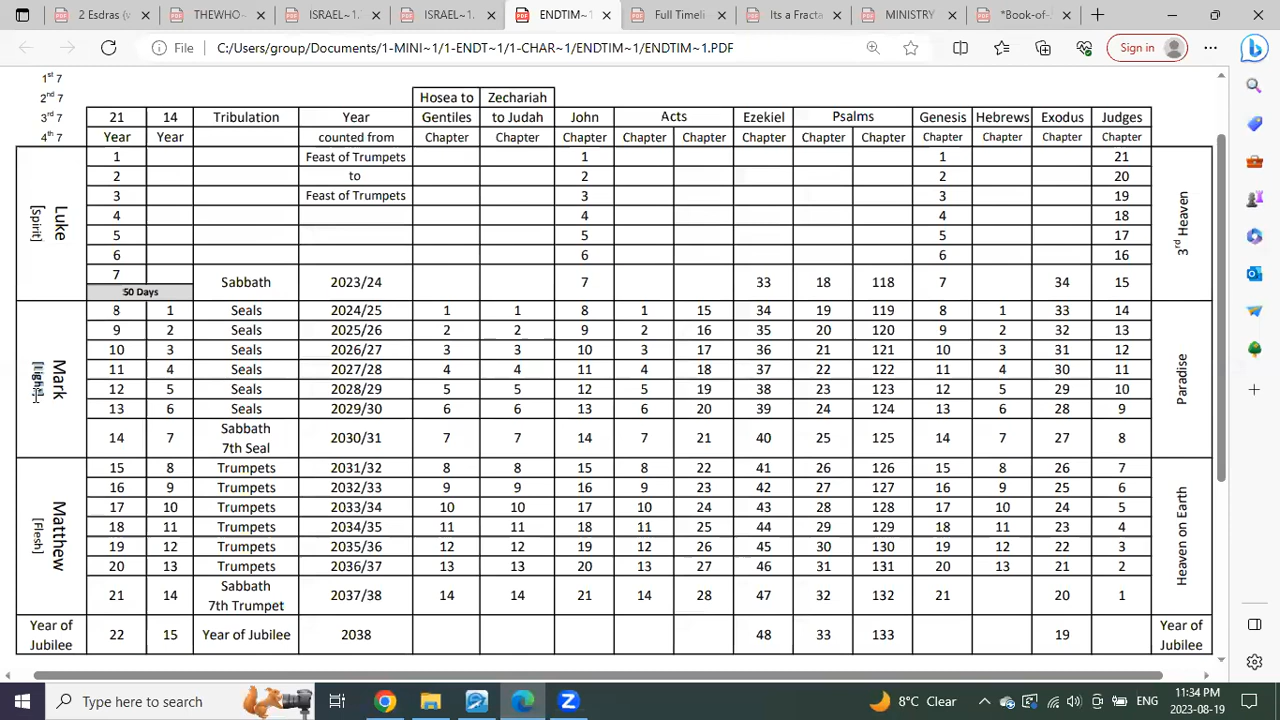 2 Esdras (v
THEWHO-
ISRAEL~1.
ISRAEL~1.
ENDTIM~
Full Timeli
Its a Fracta
MINISTRY
*Book-of-
File C:/Users/group/Documents/1-MINI~1/1-ENDT~1/1-CHAR~1/ENDTIM~1/ENDTIM~1.PDF Sign in
1st 7
2nd 7 Hosea to Zechariah
3rd 7 21 14 Tribulation Year Gentiles to Judah John Acts Ezekiel Psalms Genesis Hebrews Exodus Judges
4th 7 Year Year counted from Chapter Chapter Chapter Chapter Chapter Chapter Chapter Chapter Chapter Chapter Chapter Chapter
Luke
[Spirit]
3rd Heaven
1 Feast of Trumpets 1 1 21
2 to 2 2 20
3 Feast of Trumpets 3 3 19
4 4 4 18
5 5 5 17
6 6 6 16
7 Sabbath 2023/24 7 33 18 118 7 34 15
50 Days
Mark
Paradise
8 1 Seals 2024/25 1 1 8 1 15 34 19 119 8 1 33 14
9 2 Seals 2025/26 2 2 9 2 16 35 20 120 9 2 32 13
10 3 Seals 2026/27 3 3 10 3 17 36 21 121 10 3 31 12
11 4 Seals 2027/28 4 4 11 4 18 37 22 122 11 4 30 11
12 5 Seals 2028/29 5 5 12 5 19 38 23 123 12 5 29 10
13 6 Seals 2029/30 6 6 13 6 20 39 24 124 13 6 28 9
14 7 Sabbath 2030/31 7 7 14 7 21 40 25 125 14 7 27 8
7th Seal
Matthew
[Flesh]
Heaven on Earth
15 8 Trumpets 2031/32 8 8 15 8 22 41 26 126 15 8 26 7
16 9 Trumpets 2032/33 9 9 16 9 23 42 27 127 16 9 25 6
17 10 Trumpets 2033/34 10 10 17 10 24 43 28 128 17 10 24 5
18 11 Trumpets 2034/35 11 11 18 11 25 44 29 129 18 11 23 4
19 12 Trumpets 2035/36 12 12 19 12 26 45 30 130 19 12 22 3
20 13 Trumpets 2036/37 13 13 20 13 27 46 31 131 20 13 21 2
21 14 Sabbath 2037/38 14 14 21 14 28 47 32 132 21 20 1
7th Trumpet
Year of Jubilee 22 15 Year of Jubilee 2038 48 33 133 19 Year of Jubilee
Type here to search
8°C Clear
ENG
11:34 PM
2023-08-19